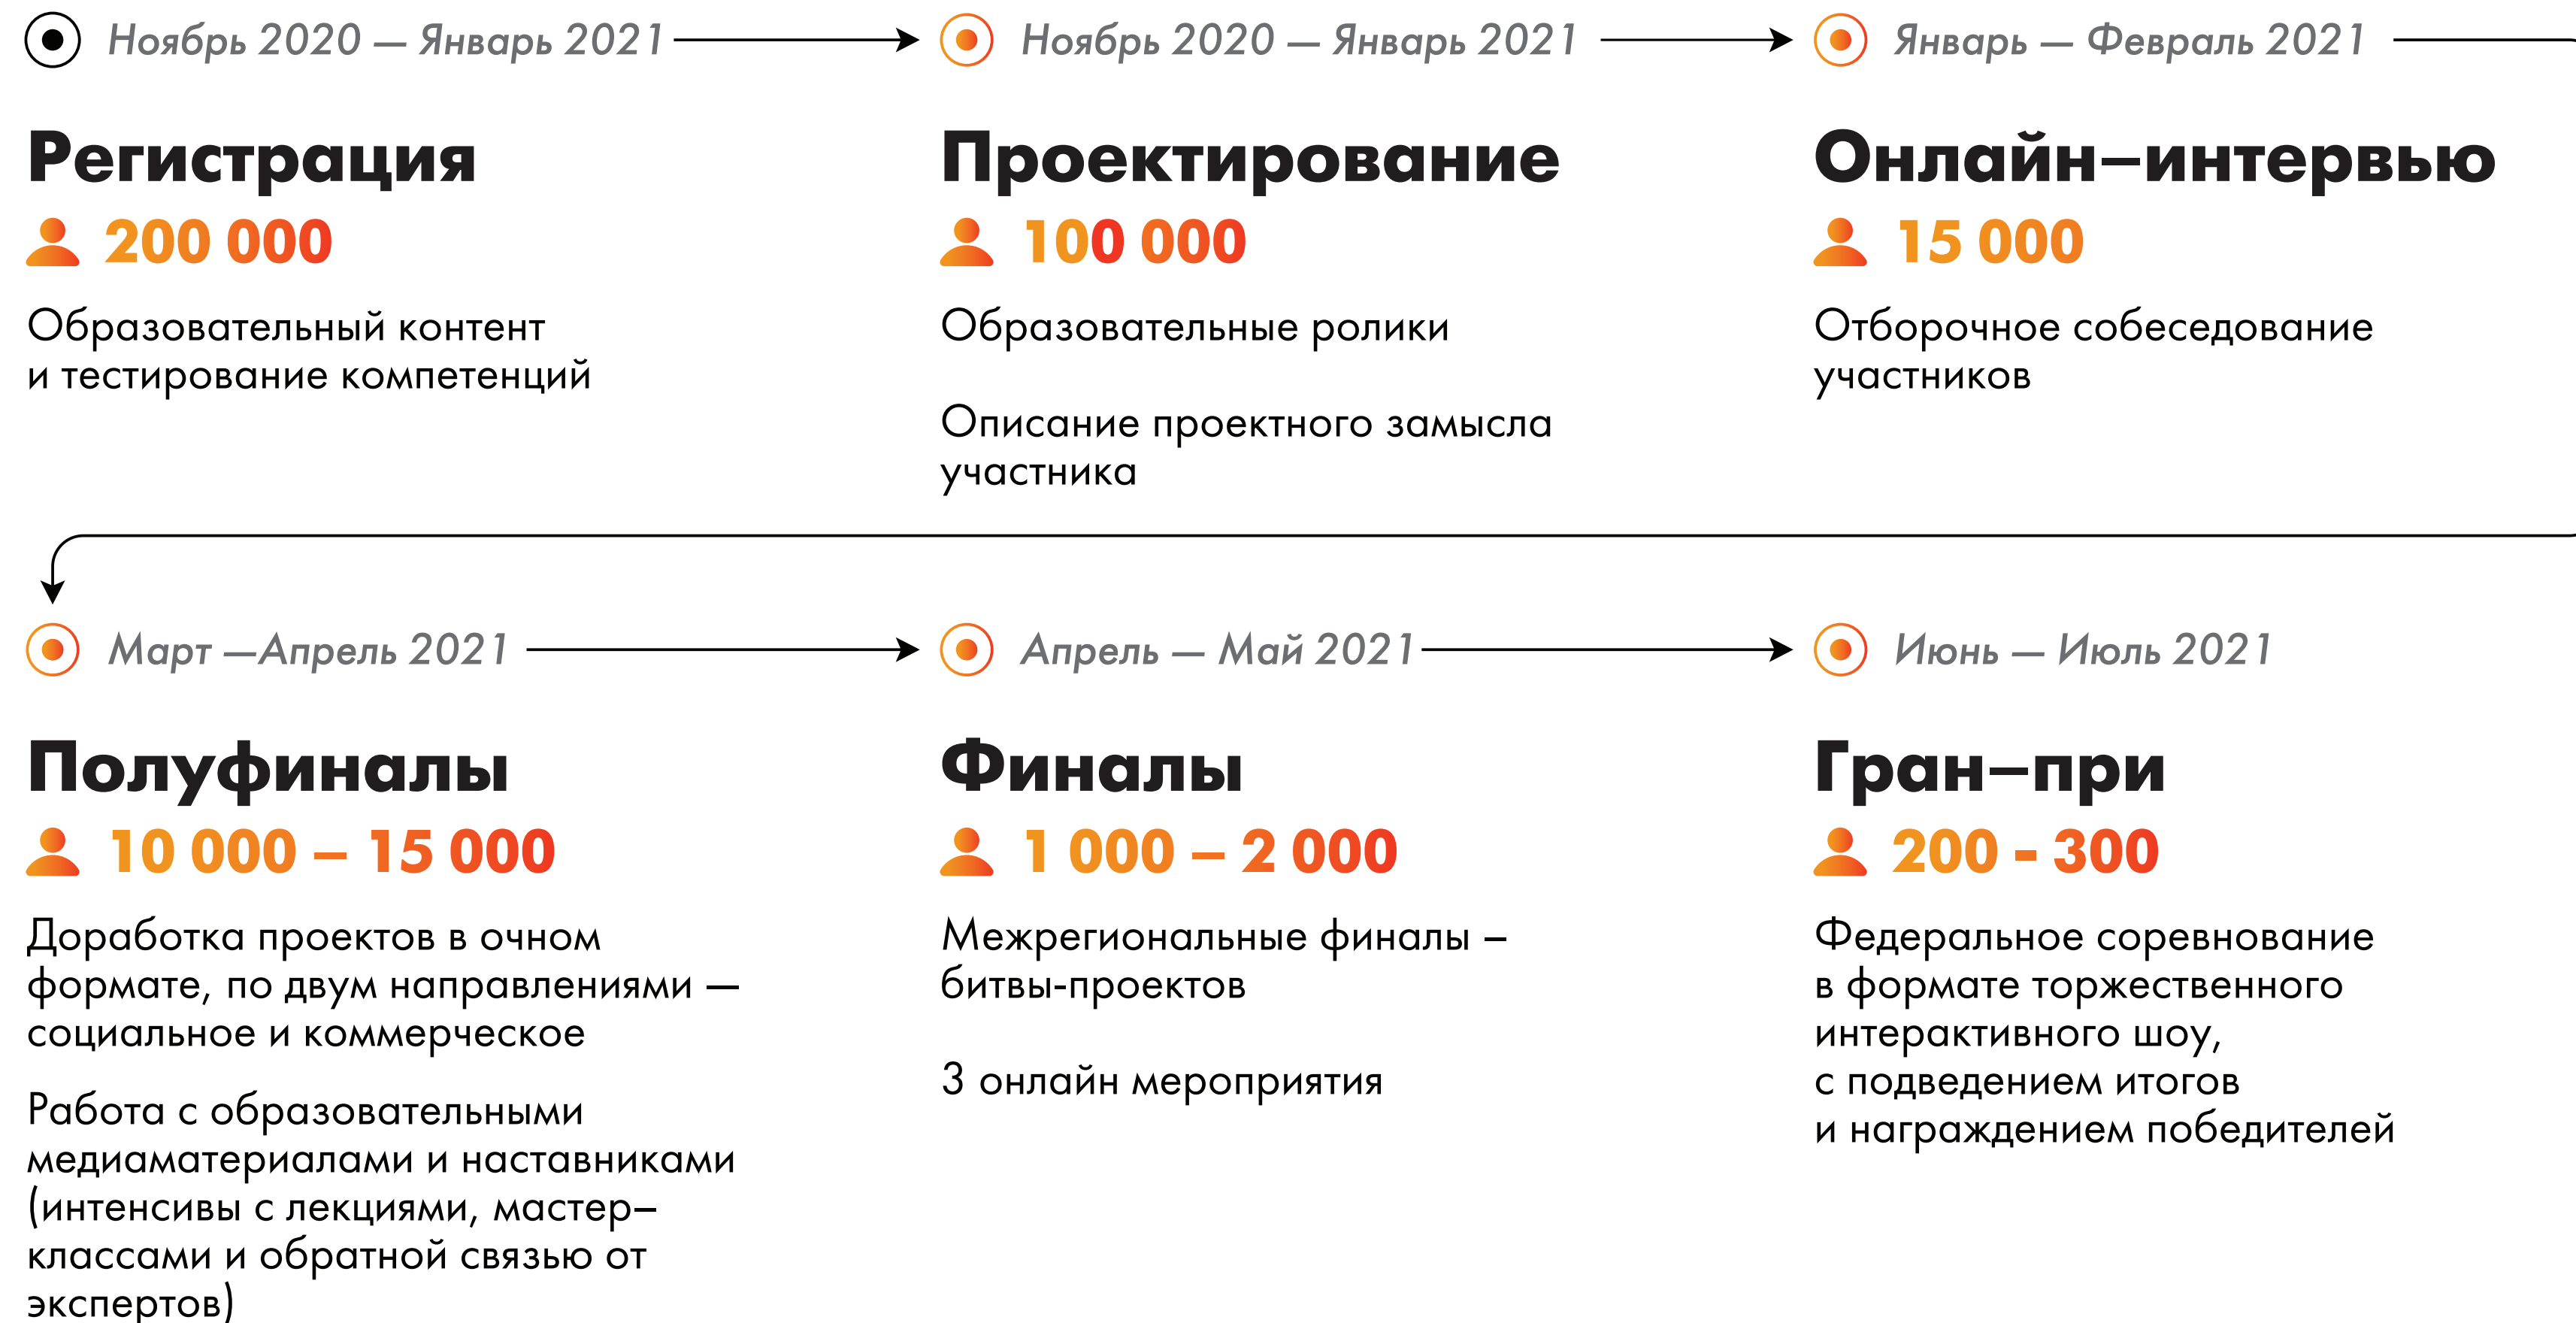 Ноябрь 2020 — Январь 2021
Ноябрь 2020 — Январь 2021
Январь — Февраль 2021
Регистрация
200 000
Образовательный контент
и тестирование компетенций
Проектирование
100 000
Образовательные ролики
Описание проектного замысла
участника
Онлайн–интервью
15 000
Отборочное собеседование
участников
Март —Апрель 2021
Апрель — Май 2021
Июнь — Июль 2021
Полуфиналы
10 000 – 15 000
Доработка проектов в очном
формате, по двум направлениями —
социальное и коммерческое
Работа с образовательными
медиаматериалами и наставниками
(интенсивы с лекциями, мастер–
классами и обратной связью от
экспертов)
Финалы
1 000 – 2 000
Межрегиональные финалы –
битвы-проектов
3 онлайн мероприятия
Гран–при
200 - 300
Федеральное соревнование
в формате торжественного
интерактивного шоу,
с подведением итогов
и награждением победителей